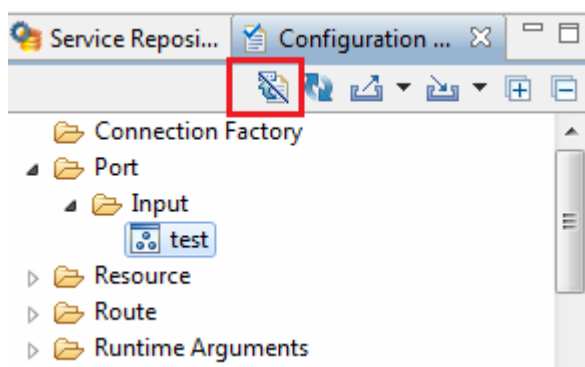 Service Reposi... Configuration ...
Connection Factory
Port
Input
test
Resource
Route
Runtime Arguments